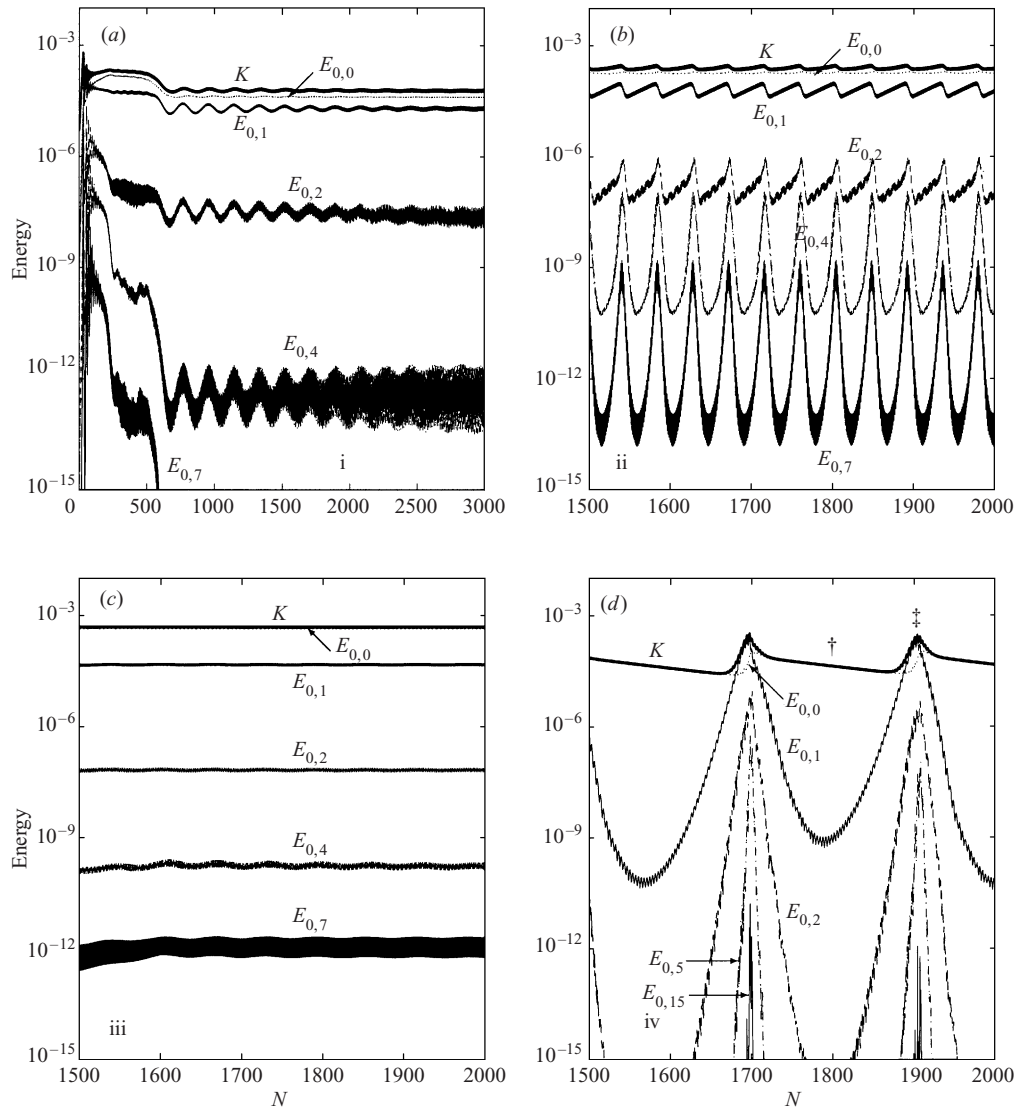 (a)
10⁻³
10⁻⁶
10⁻⁹
10⁻¹²
10⁻¹⁵
Energy
K
E₀,₀
E₀,₁
E₀,₂
E₀,₄
E₀,₇
i
0 500 1000 1500 2000 2500 3000
(b)
10⁻³
10⁻⁶
10⁻⁹
10⁻¹²
10⁻¹⁵
K
E₀,₀
E₀,₁
E₀,₂
E₀,₄
E₀,₇
ii
1500 1600 1700 1800 1900 2000
(c)
10⁻³
10⁻⁶
10⁻⁹
10⁻¹²
10⁻¹⁵
Energy
K
E₀,₀
E₀,₁
E₀,₂
E₀,₄
E₀,₇
iii
1500 1600 1700 1800 1900 2000
N
(d)
10⁻³
10⁻⁶
10⁻⁹
10⁻¹²
10⁻¹⁵
K
†
‡
E₀,₀
E₀,₁
E₀,₂
E₀,₅
E₀,₁₅
iv
1500 1600 1700 1800 1900 2000
N